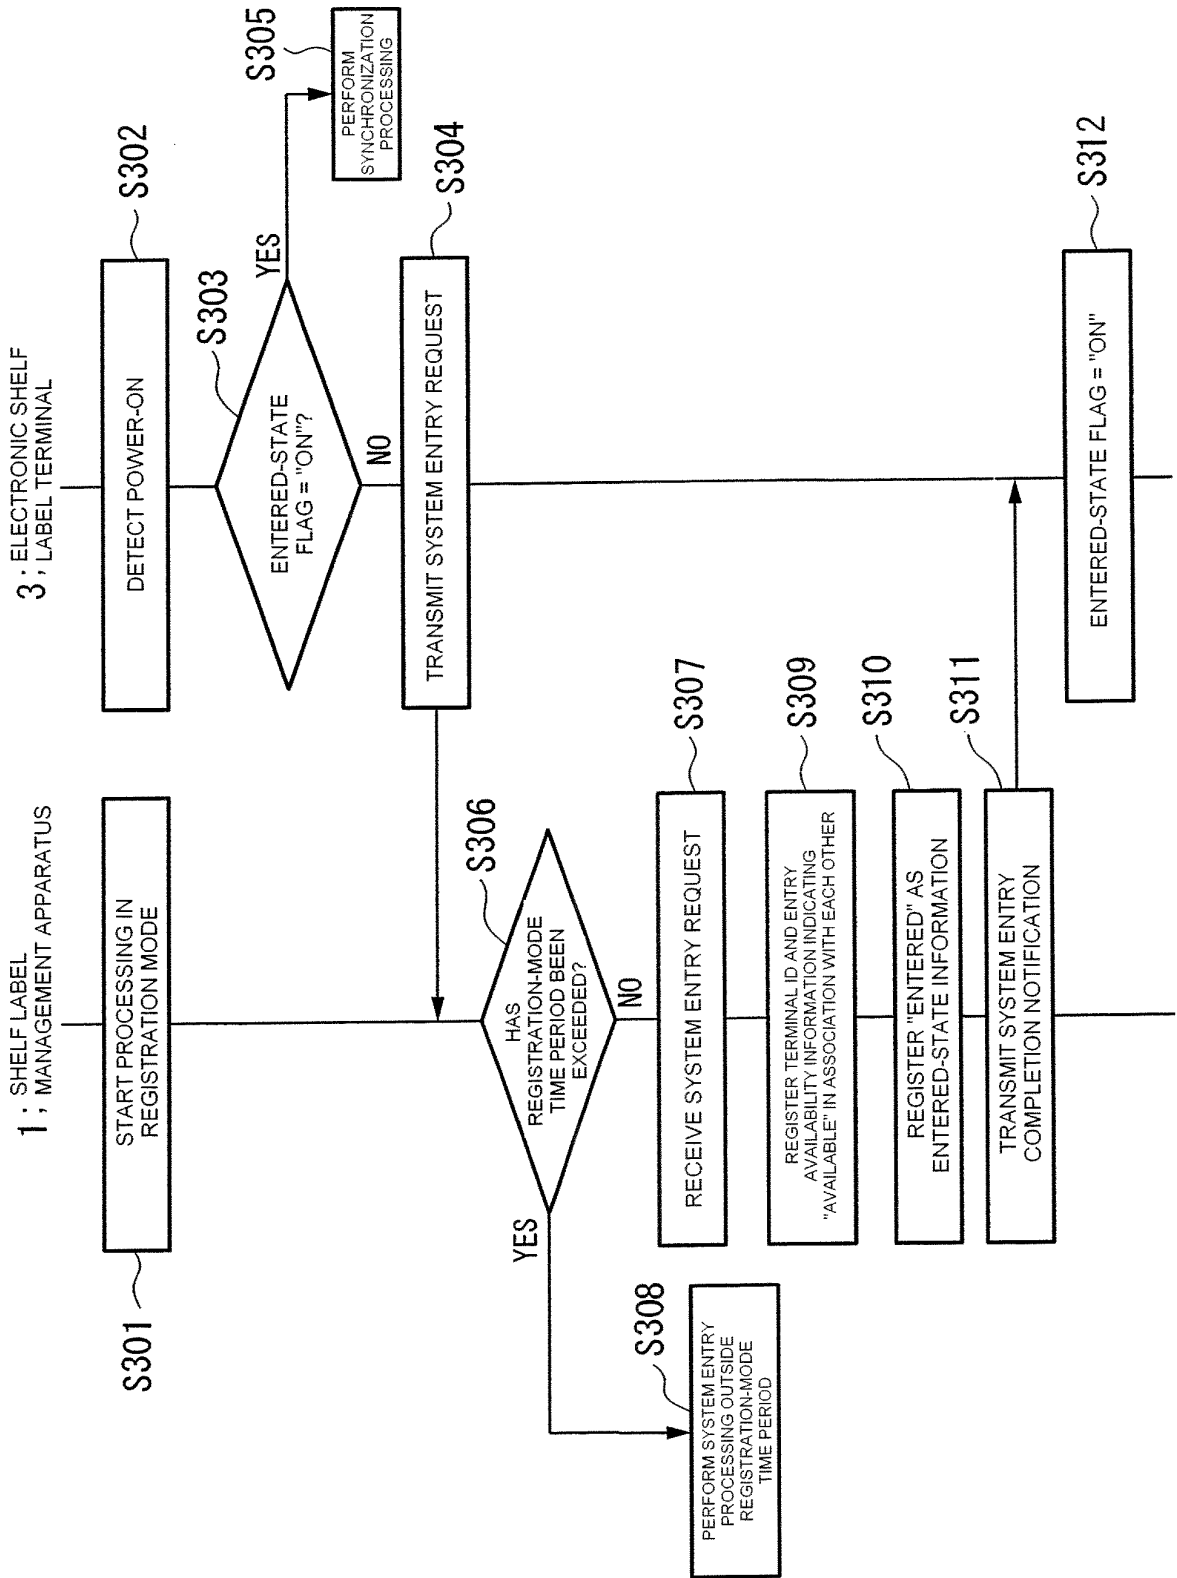 1 ; SHELF LABEL
MANAGEMENT APPARATUS
START PROCESSING IN
REGISTRATION MODE
S301
HAS
REGISTRATION-MODE
TIME PERIOD BEEN
EXCEEDED?
S306
YES
NO
PERFORM SYSTEM ENTRY
PROCESSING OUTSIDE
REGISTRATION-MODE
TIME PERIOD
S308
RECEIVE SYSTEM ENTRY REQUEST
S307
REGISTER TERMINAL ID AND ENTRY
AVAILABILITY INFORMATION INDICATING
"AVAILABLE" IN ASSOCIATION WITH EACH OTHER
S309
REGISTER "ENTERED" AS
ENTERED-STATE INFORMATION
S310
TRANSMIT SYSTEM ENTRY
COMPLETION NOTIFICATION
S311
3 ; ELECTRONIC SHELF
LABEL TERMINAL
DETECT POWER-ON
S302
ENTERED-STATE
FLAG = "ON"?
S303
YES
NO
PERFORM
SYNCHRONIZATION
PROCESSING
S305
TRANSMIT SYSTEM ENTRY REQUEST
S304
ENTERED-STATE FLAG = "ON"
S312